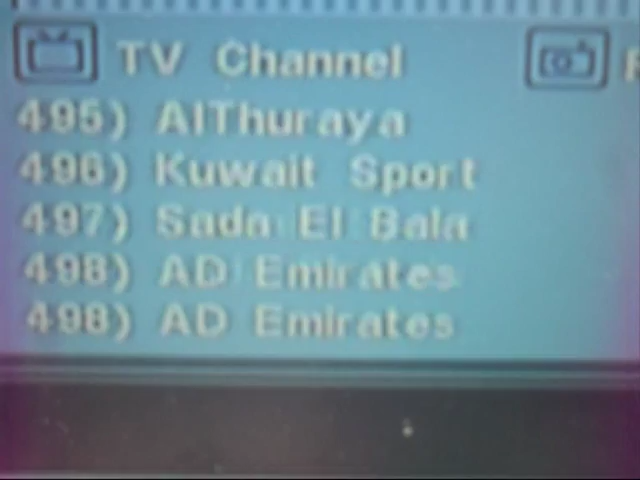 TV Channel
495) AlThuraya
496) Kuwait Sport
497) Sada El Bala
498) AD Emirates
498) AD Emirates